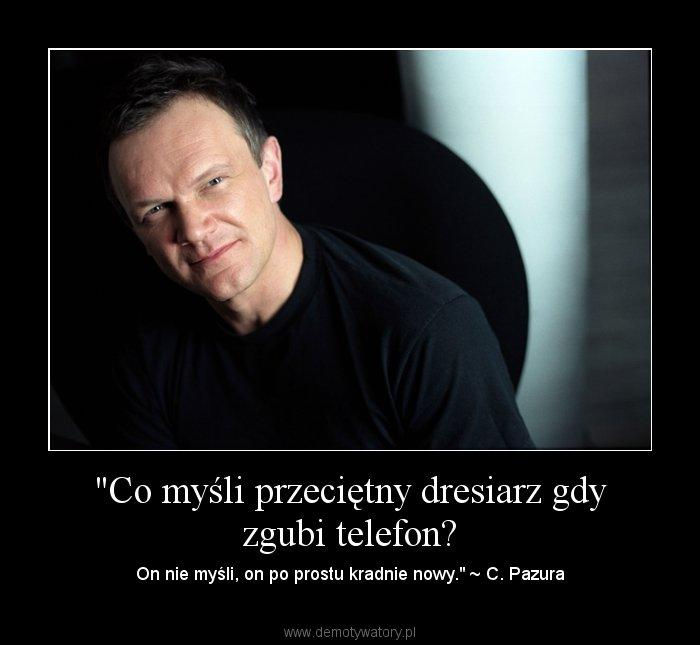 "Co myśli przeciętny dresiarz gdy
zgubi telefon?
On nie myśli, on po prostu kradnie nowy." ~ C. Pazura
www.demotywatory.pl